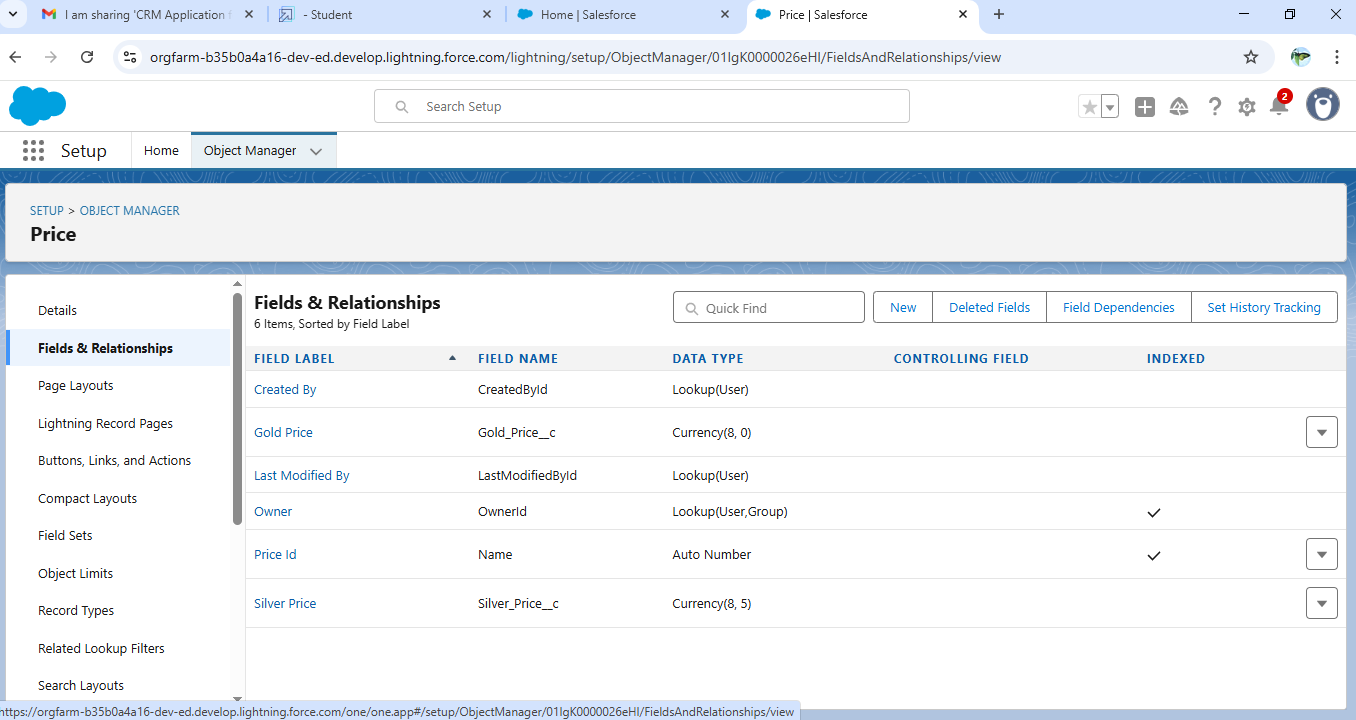 I am sharing 'CRM Application f
- Student
Home | Salesforce
Price | Salesforce
orgfarm-b35b0a4a16-dev-ed.develop.lightning.force.com/lightning/setup/ObjectManager/01IgK0000026eHI/FieldsAndRelationships/view
Search Setup
2
Setup
Home
Object Manager
SETUP > OBJECT MANAGER
Price
Details
Fields & Relationships
Page Layouts
Lightning Record Pages
Buttons, Links, and Actions
Compact Layouts
Field Sets
Object Limits
Record Types
Related Lookup Filters
Search Layouts
Fields & Relationships
6 Items, Sorted by Field Label
Quick Find
New
Deleted Fields
Field Dependencies
Set History Tracking
FIELD LABEL FIELD NAME DATA TYPE CONTROLLING FIELD INDEXED
Created By CreatedById Lookup(User)
Gold Price Gold_Price__c Currency(8, 0)
Last Modified By LastModifiedById Lookup(User)
Owner OwnerId Lookup(User,Group)
Price Id Name Auto Number
Silver Price Silver_Price__c Currency(8, 5)
https://orgfarm-b35b0a4a16-dev-ed.develop.lightning.force.com/one/one.app#/setup/ObjectManager/01IgK0000026eHI/FieldsAndRelationships/view